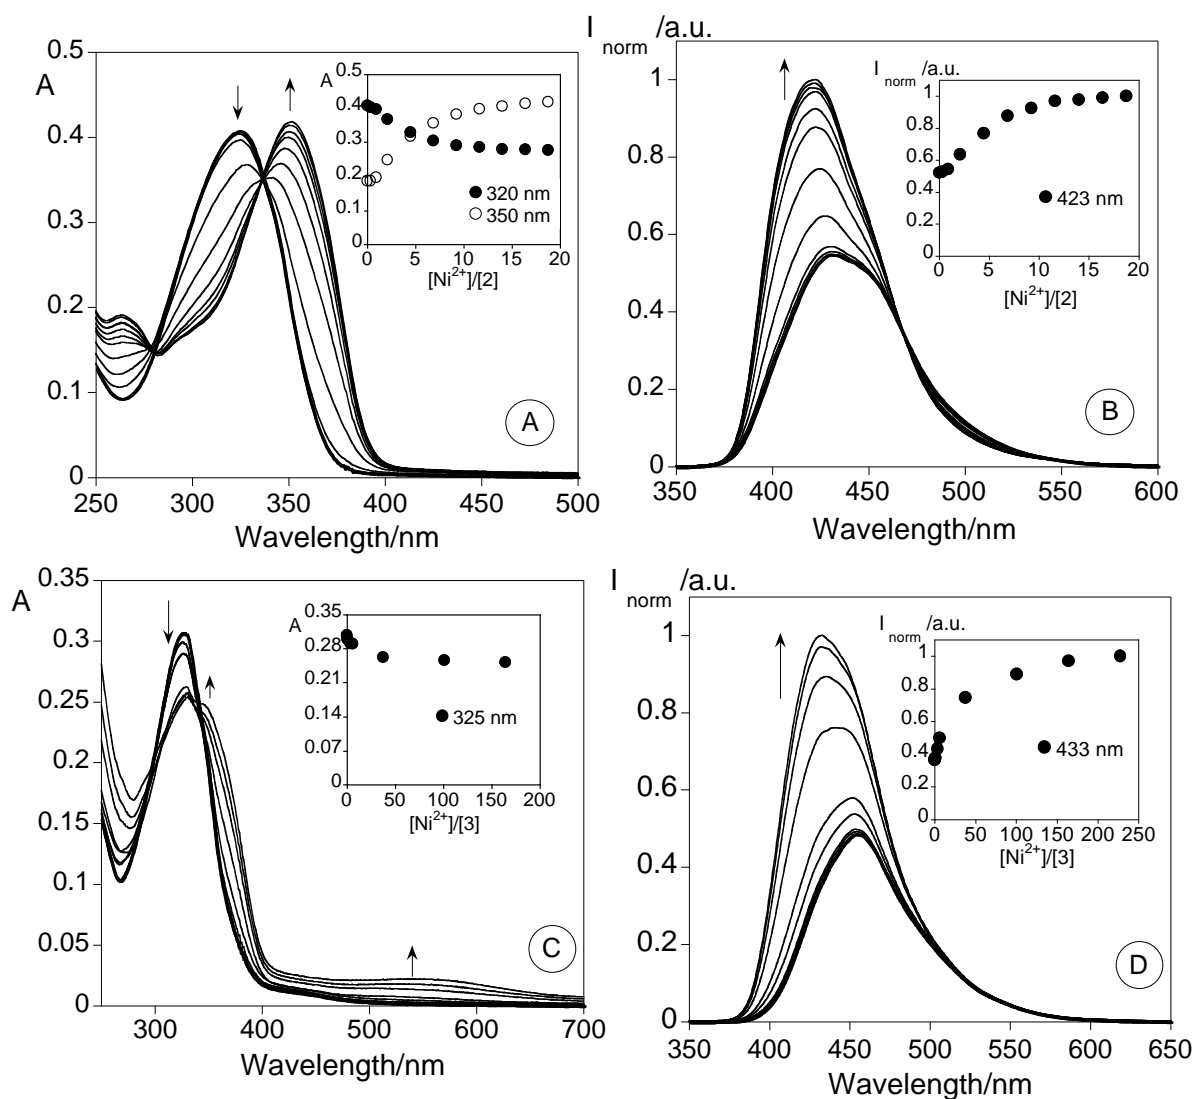 I norm /a.u.
0.5
0.4
0.3
0.2
0.1
0
A
250 300 350 400 450 500
Wavelength/nm
A
A
0.5
0.4
0.3
0.2
0.1
0
0 5 10 15 20
[Ni2+]/[2]
320 nm
350 nm
1
0.8
0.6
0.4
0.2
0
350 400 450 500 550 600
Wavelength/nm
B
I norm /a.u.
1
0.8
0.6
0.4
0.2
0
0 5 10 15 20
[Ni2+]/[2]
423 nm
A
0.35
0.3
0.25
0.2
0.15
0.1
0.05
0
300 400 500 600 700
Wavelength/nm
C
A
0.35
0.28
0.21
0.14
0.07
0
0 50 100 150 200
[Ni2+]/[3]
325 nm
I norm /a.u.
1
0.8
0.6
0.4
0.2
0
350 400 450 500 550 600 650
Wavelength/nm
D
I norm /a.u.
1
0.8
0.6
0.4
0.2
0
0 50 100 150 200 250
[Ni2+]/[3]
433 nm